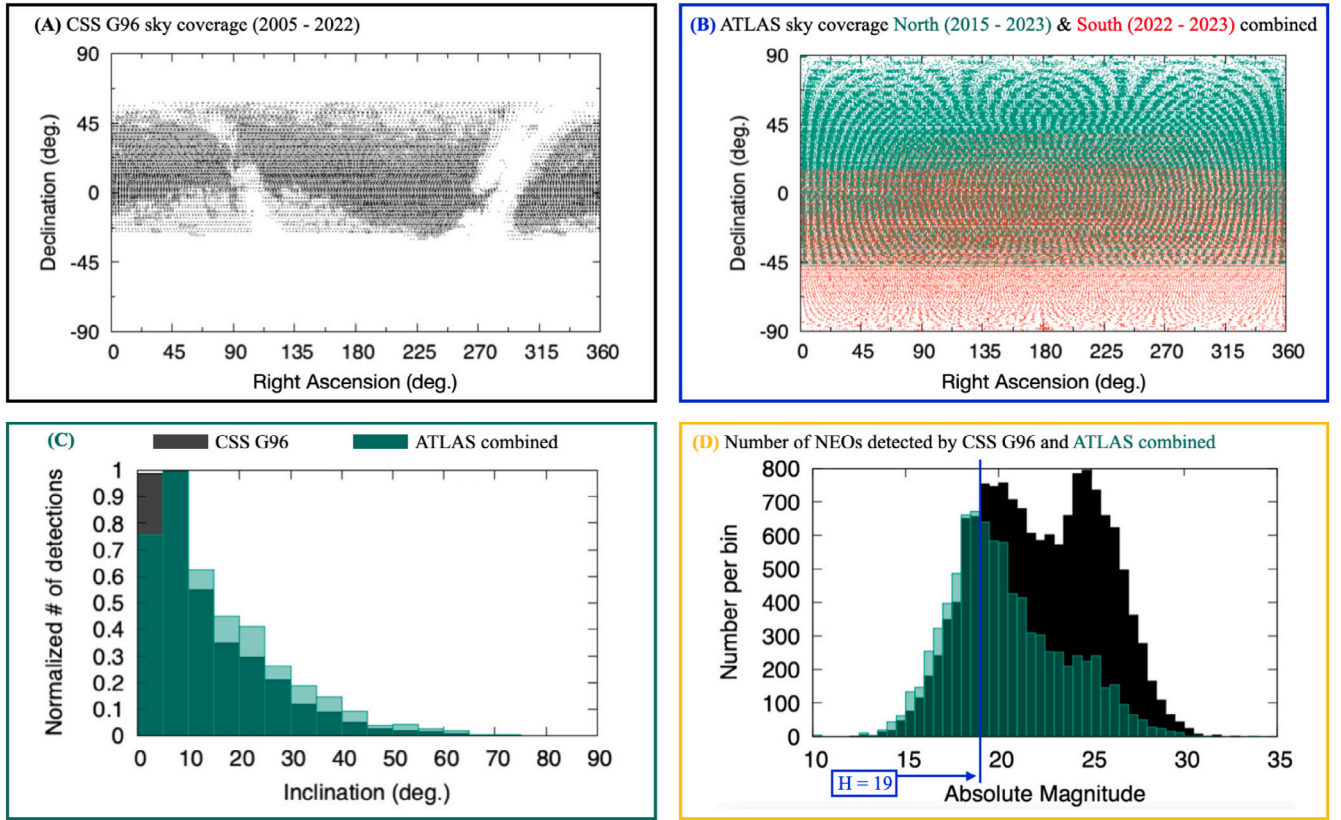 (A) CSS G96 sky coverage (2005 - 2022)
90
45
0
-45
-90
Declination (deg.)
0 45 90 135 180 225 270 315 360
Right Ascension (deg.)
(B) ATLAS sky coverage North (2015 - 2023) & South (2022 - 2023) combined
90
45
0
-45
-90
Declination (deg.)
0 45 90 135 180 225 270 315 360
Right Ascension (deg.)
(C) CSS G96 ATLAS combined
1
0.9
0.8
0.7
0.6
0.5
0.4
0.3
0.2
0.1
0
Normalized # of detections
0 10 20 30 40 50 60 70 80 90
Inclination (deg.)
(D) Number of NEOs detected by CSS G96 and ATLAS combined
800
700
600
500
400
300
200
100
0
Number per bin
10 15 20 25 30 35
H = 19
Absolute Magnitude